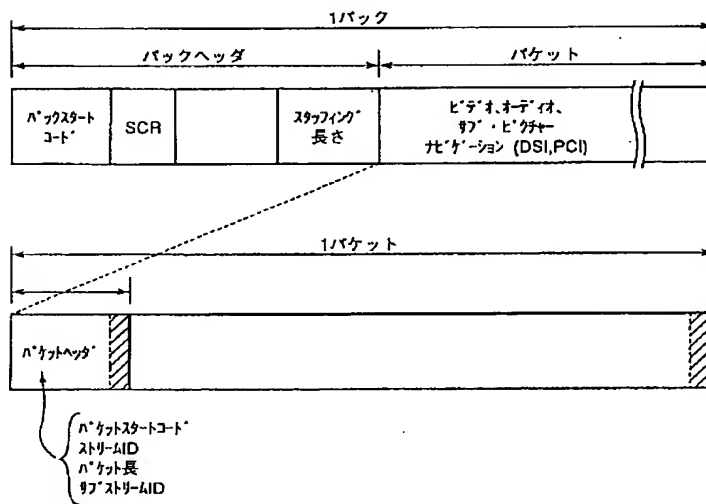 1パック
パックヘッダ
パケット
パックスタート
コード
SCR
スタッフィング
長さ
ビデオ、オーディオ、
サブ・ピクチャー
ナビゲーション (DSI,PCI)
1パケット
パケットヘッダ
パケットスタートコード
ストリームID
パケット長
サブストリームID